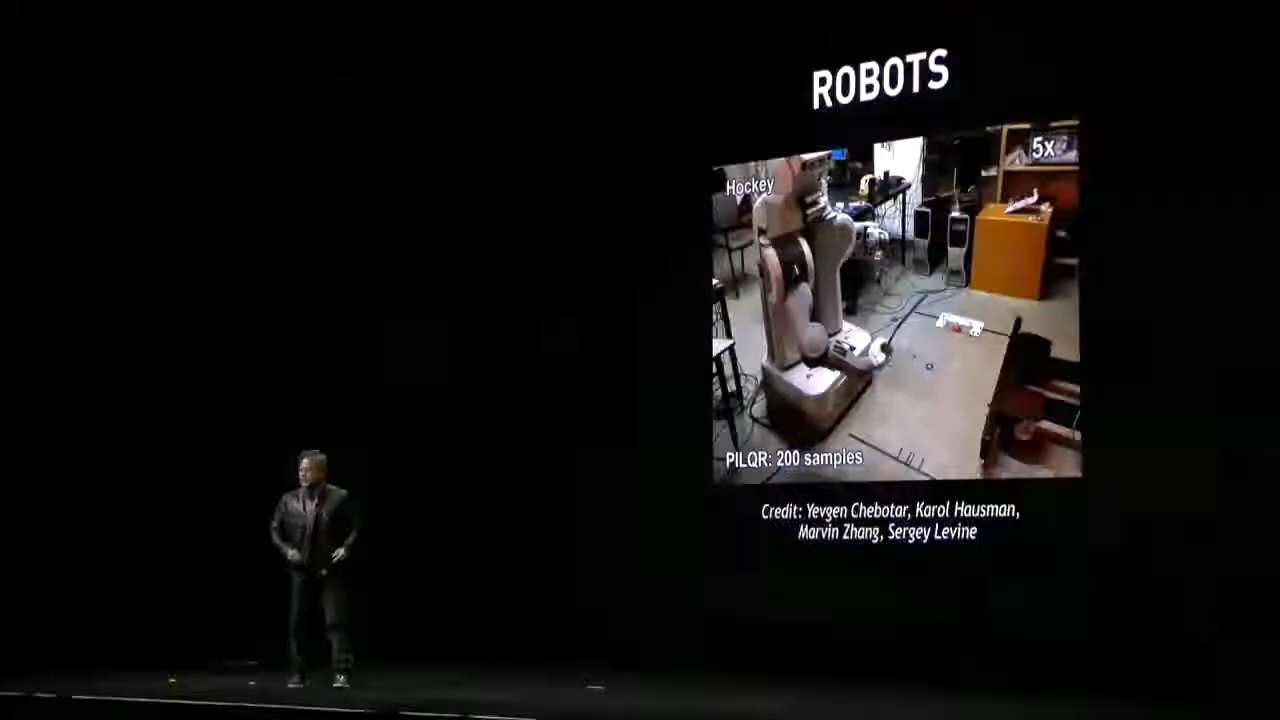 ROBOTS
5x
Hockey
PILQR: 200 samples
Credit: Yevgen Chebotar, Karol Hausman,
Marvin Zhang, Sergey Levine